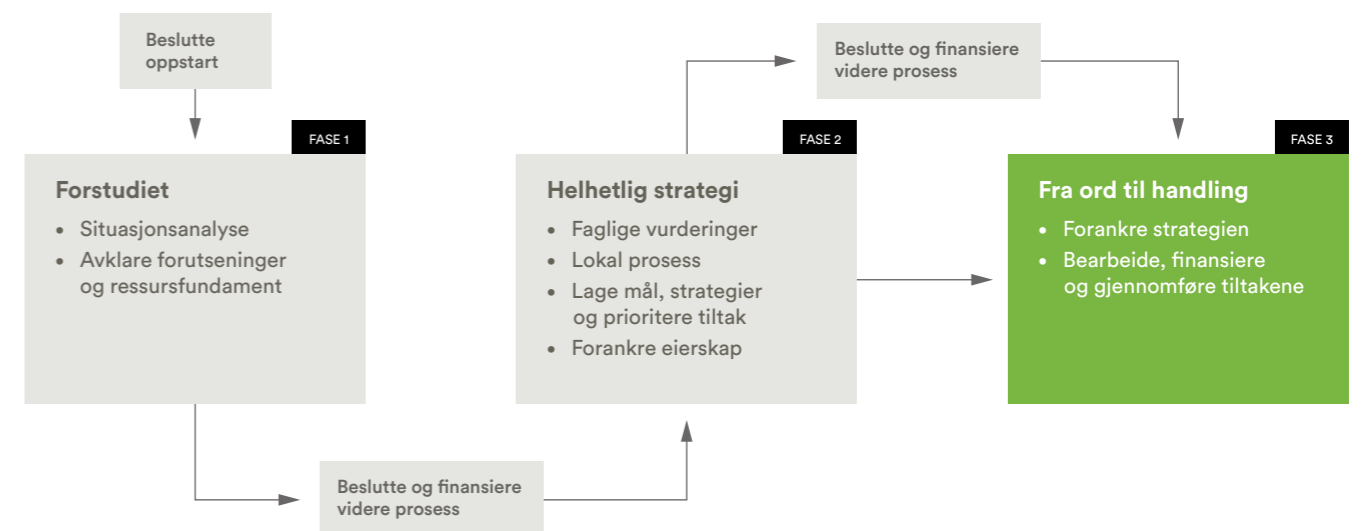 Beslutte
oppstart
FASE 1
Forstudiet
• Situasjonsanalyse
• Avklare forutseninger
og ressursfundament
Beslutte og finansiere
videre prosess
FASE 2
Helhetlig strategi
• Faglige vurderinger
• Lokal prosess
• Lage mål, strategier
og prioritere tiltak
• Forankre eierskap
Beslutte og finansiere
videre prosess
FASE 3
Fra ord til handling
• Forankre strategien
• Bearbeide, finansiere
og gjennomføre tiltakene